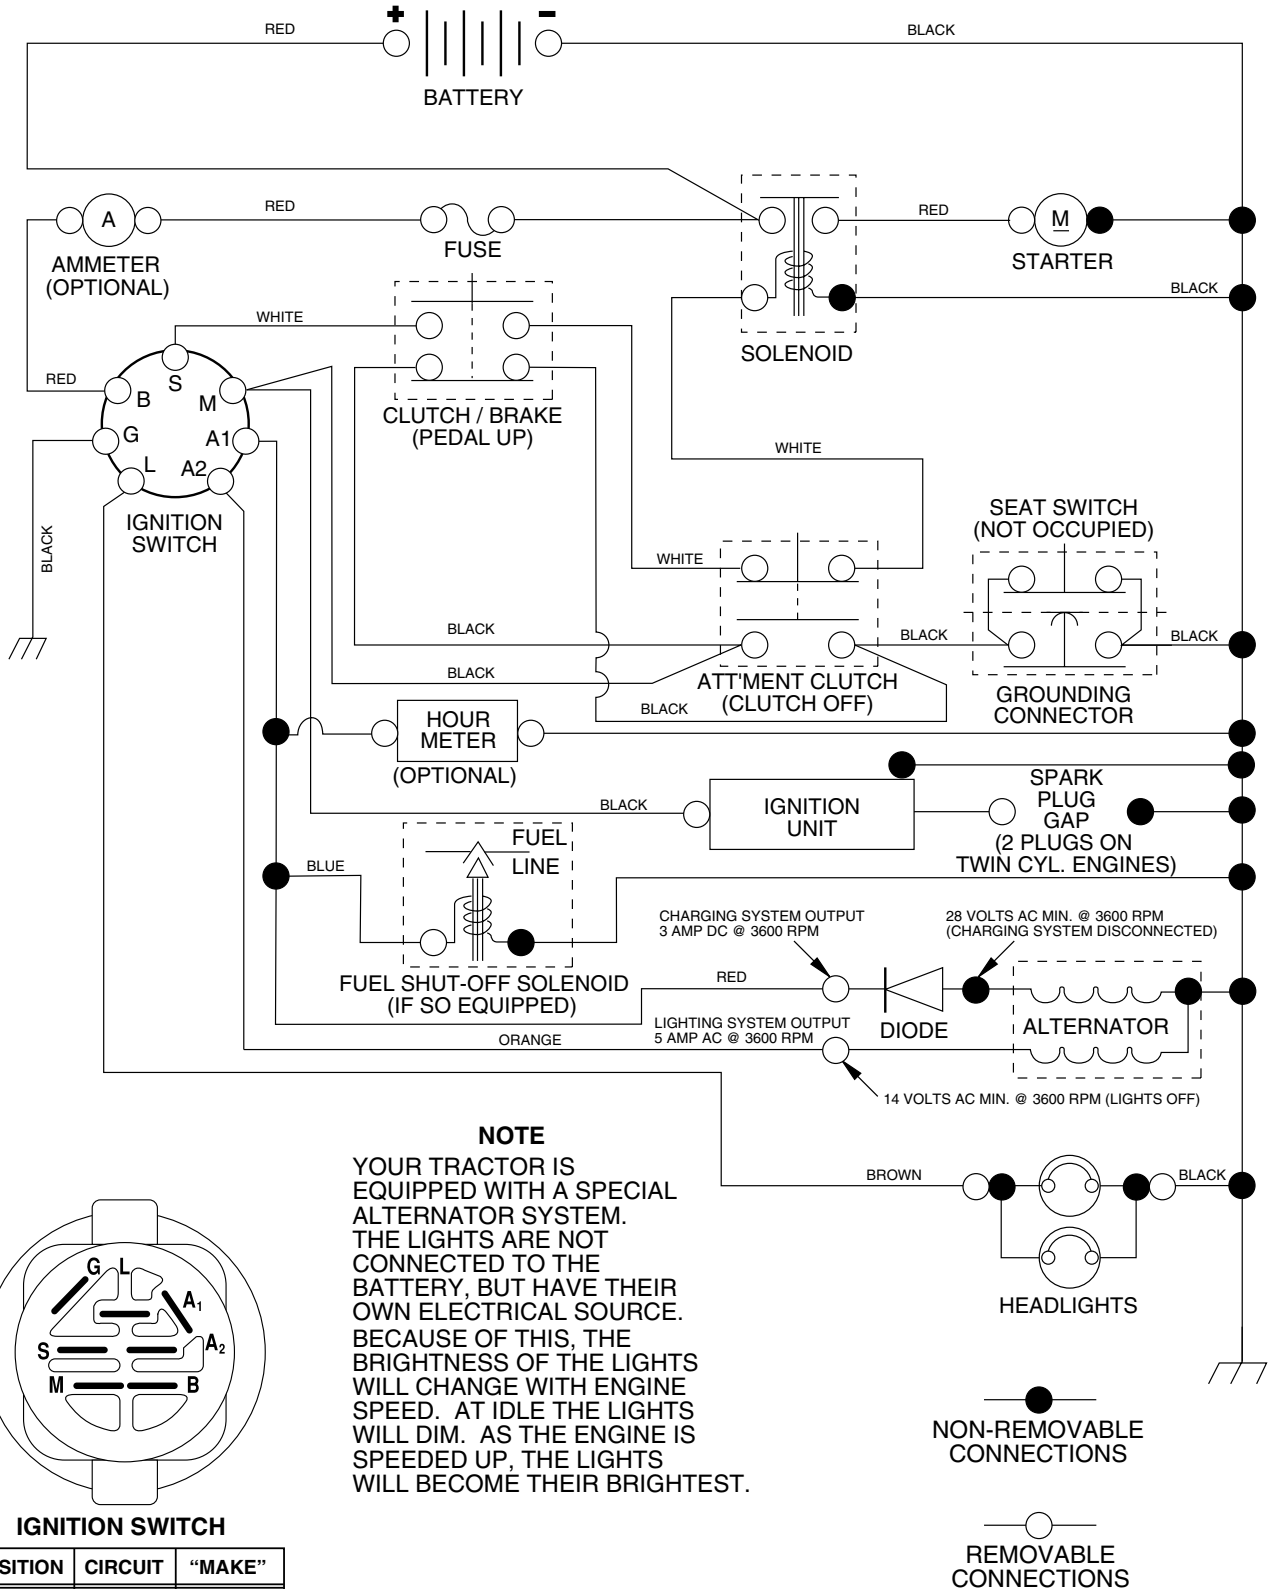 + -
RED
BLACK
BATTERY
RED
A
FUSE
AMMETER
(OPTIONAL)
RED
M
STARTER
BLACK
SOLENOID
WHITE
RED
S
B
M
G
A1
L
A2
IGNITION
SWITCH
BLACK
CLUTCH / BRAKE
(PEDAL UP)
WHITE
SEAT SWITCH
(NOT OCCUPIED)
WHITE
BLACK
BLACK
BLACK
BLACK
BLACK
ATT'MENT CLUTCH
(CLUTCH OFF)
GROUNDING
CONNECTOR
HOUR
METER
(OPTIONAL)
BLACK
IGNITION
UNIT
SPARK
PLUG
GAP
(2 PLUGS ON
TWIN CYL. ENGINES)
FUEL
LINE
BLUE
FUEL SHUT-OFF SOLENOID
(IF SO EQUIPPED)
CHARGING SYSTEM OUTPUT
3 AMP DC @ 3600 RPM
28 VOLTS AC MIN. @ 3600 RPM
(CHARGING SYSTEM DISCONNECTED)
RED
DIODE
ALTERNATOR
LIGHTING SYSTEM OUTPUT
5 AMP AC @ 3600 RPM
ORANGE
14 VOLTS AC MIN. @ 3600 RPM (LIGHTS OFF)
BROWN
BLACK
HEADLIGHTS
NOTE
YOUR TRACTOR IS
EQUIPPED WITH A SPECIAL
ALTERNATOR SYSTEM.
THE LIGHTS ARE NOT
CONNECTED TO THE
BATTERY, BUT HAVE THEIR
OWN ELECTRICAL SOURCE.
BECAUSE OF THIS, THE
BRIGHTNESS OF THE LIGHTS
WILL CHANGE WITH ENGINE
SPEED. AT IDLE THE LIGHTS
WILL DIM. AS THE ENGINE IS
SPEEDED UP, THE LIGHTS
WILL BECOME THEIR BRIGHTEST.
G L
A1
S
A2
M
B
IGNITION SWITCH
SITION CIRCUIT “MAKE”
NON-REMOVABLE
CONNECTIONS
REMOVABLE
CONNECTIONS